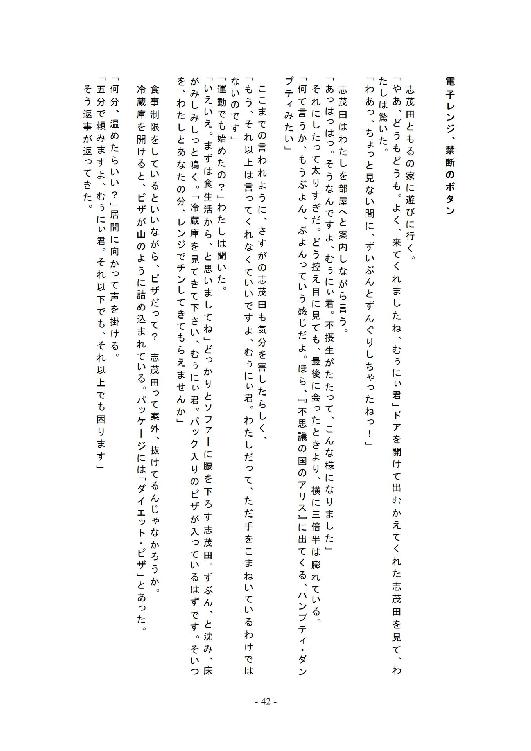 電子レンジ、禁断のボタン
志茂田ともるの家に遊びに行く。
「やあ、どうもどうも。よく、来てくれましたね、むぅにぃ君」ドアを開けて出むかえてくれた志茂田を見て、わ
たしは驚いた。
「わあっ、ちょっと見ない間に、ずいぶんとずんぐりしちゃったねっ！」
志茂田はわたしを部屋へと案内しながら言う。
「あっはっはっ。そうなんですよ、むぅにぃ君。不摂生がたたって、こんな様になりました」
それにしたって太りすぎだ。どう控え目に見ても、最後に会ったときより、横に三倍半は膨れている。
「何て言うか、もうぷよん、ぷよんっていう感じだよ。ほら、『不思議の国のアリス』に出てくる、ハンプティ・ダン
プティみたい」
ここまでの言われように、さすがの志茂田も気分を害したらしく、
「もう、それ以上は言ってくれなくていいですよ、むぅにぃ君。わたしだって、ただ手をこまねいているわけでは
ないのです」
「運動でも始めたの？」わたしは聞いた。
「いえいえ。まずは食生活から、と思いましてね」どっかりとソファーに腰を下ろす志茂田。ずぶん、と沈み、床
がみしみしっと鳴く。「冷蔵庫を見てきて下さい、むぅにぃ君。パック入りのピザが入っているはずです。そいつ
を、わたしとあなたの分、レンジでチンしてきてもらえませんか」
食事制限をしているといいながら、ピザだって？　志茂田って案外、抜けてるんじゃなかろうか。
冷蔵庫を開けると、ピザが山のように詰め込まれている。パッケージには「ダイエット・ピザ」とあった。
「何分、温めたらいい？」居間に向かって声を掛ける。
「五分で頼みますよ、むぅにぃ君。それ以下でも、それ以上でも困ります」
そう返事が返ってきた。
- 42 -